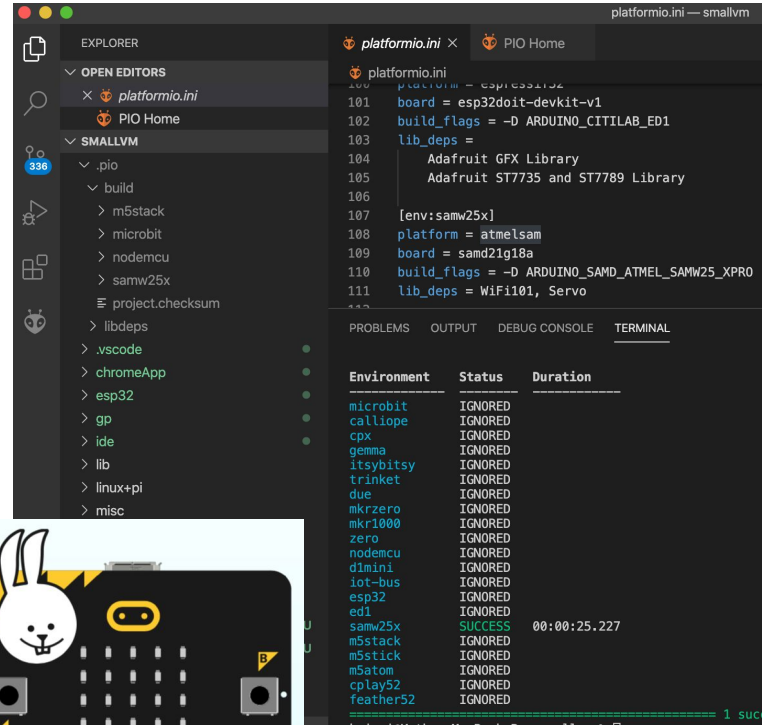 platformio.ini — smallvm
EXPLORER
OPEN EDITORS
platformio.ini
PIO Home
SMALLVM
.pio
build
m5stack
microbit
nodemcu
samw25x
project.checksum
libdeps
.vscode
chromeApp
esp32
gp
ide
lib
linux+pi
misc
336
U
U
B
platformio.ini
PIO Home
platformio.ini
100 platform = espressif32
101 board = esp32doit-devkit-v1
102 build_flags = -D ARDUINO_CITILAB_ED1
103 lib_deps =
104 Adafruit GFX Library
105 Adafruit ST7735 and ST7789 Library
106
107 [env:samw25x]
108 platform = atmelsam
109 board = samd21g18a
110 build_flags = -D ARDUINO_SAMD_ATMEL_SAMW25_XPRO
111 lib_deps = WiFi101, Servo
PROBLEMS OUTPUT DEBUG CONSOLE TERMINAL
Environment Status Duration
microbit IGNORED
calliope IGNORED
cpx IGNORED
gemma IGNORED
itsybitsy IGNORED
trinket IGNORED
due IGNORED
mkrzero IGNORED
mkr1000 IGNORED
zero IGNORED
nodemcu IGNORED
d1mini IGNORED
iot-bus IGNORED
esp32 IGNORED
ed1 IGNORED
samw25x SUCCESS 00:00:25.227
m5stack IGNORED
m5stick IGNORED
m5atom IGNORED
cplay52 IGNORED
feather52 IGNORED
1 succ